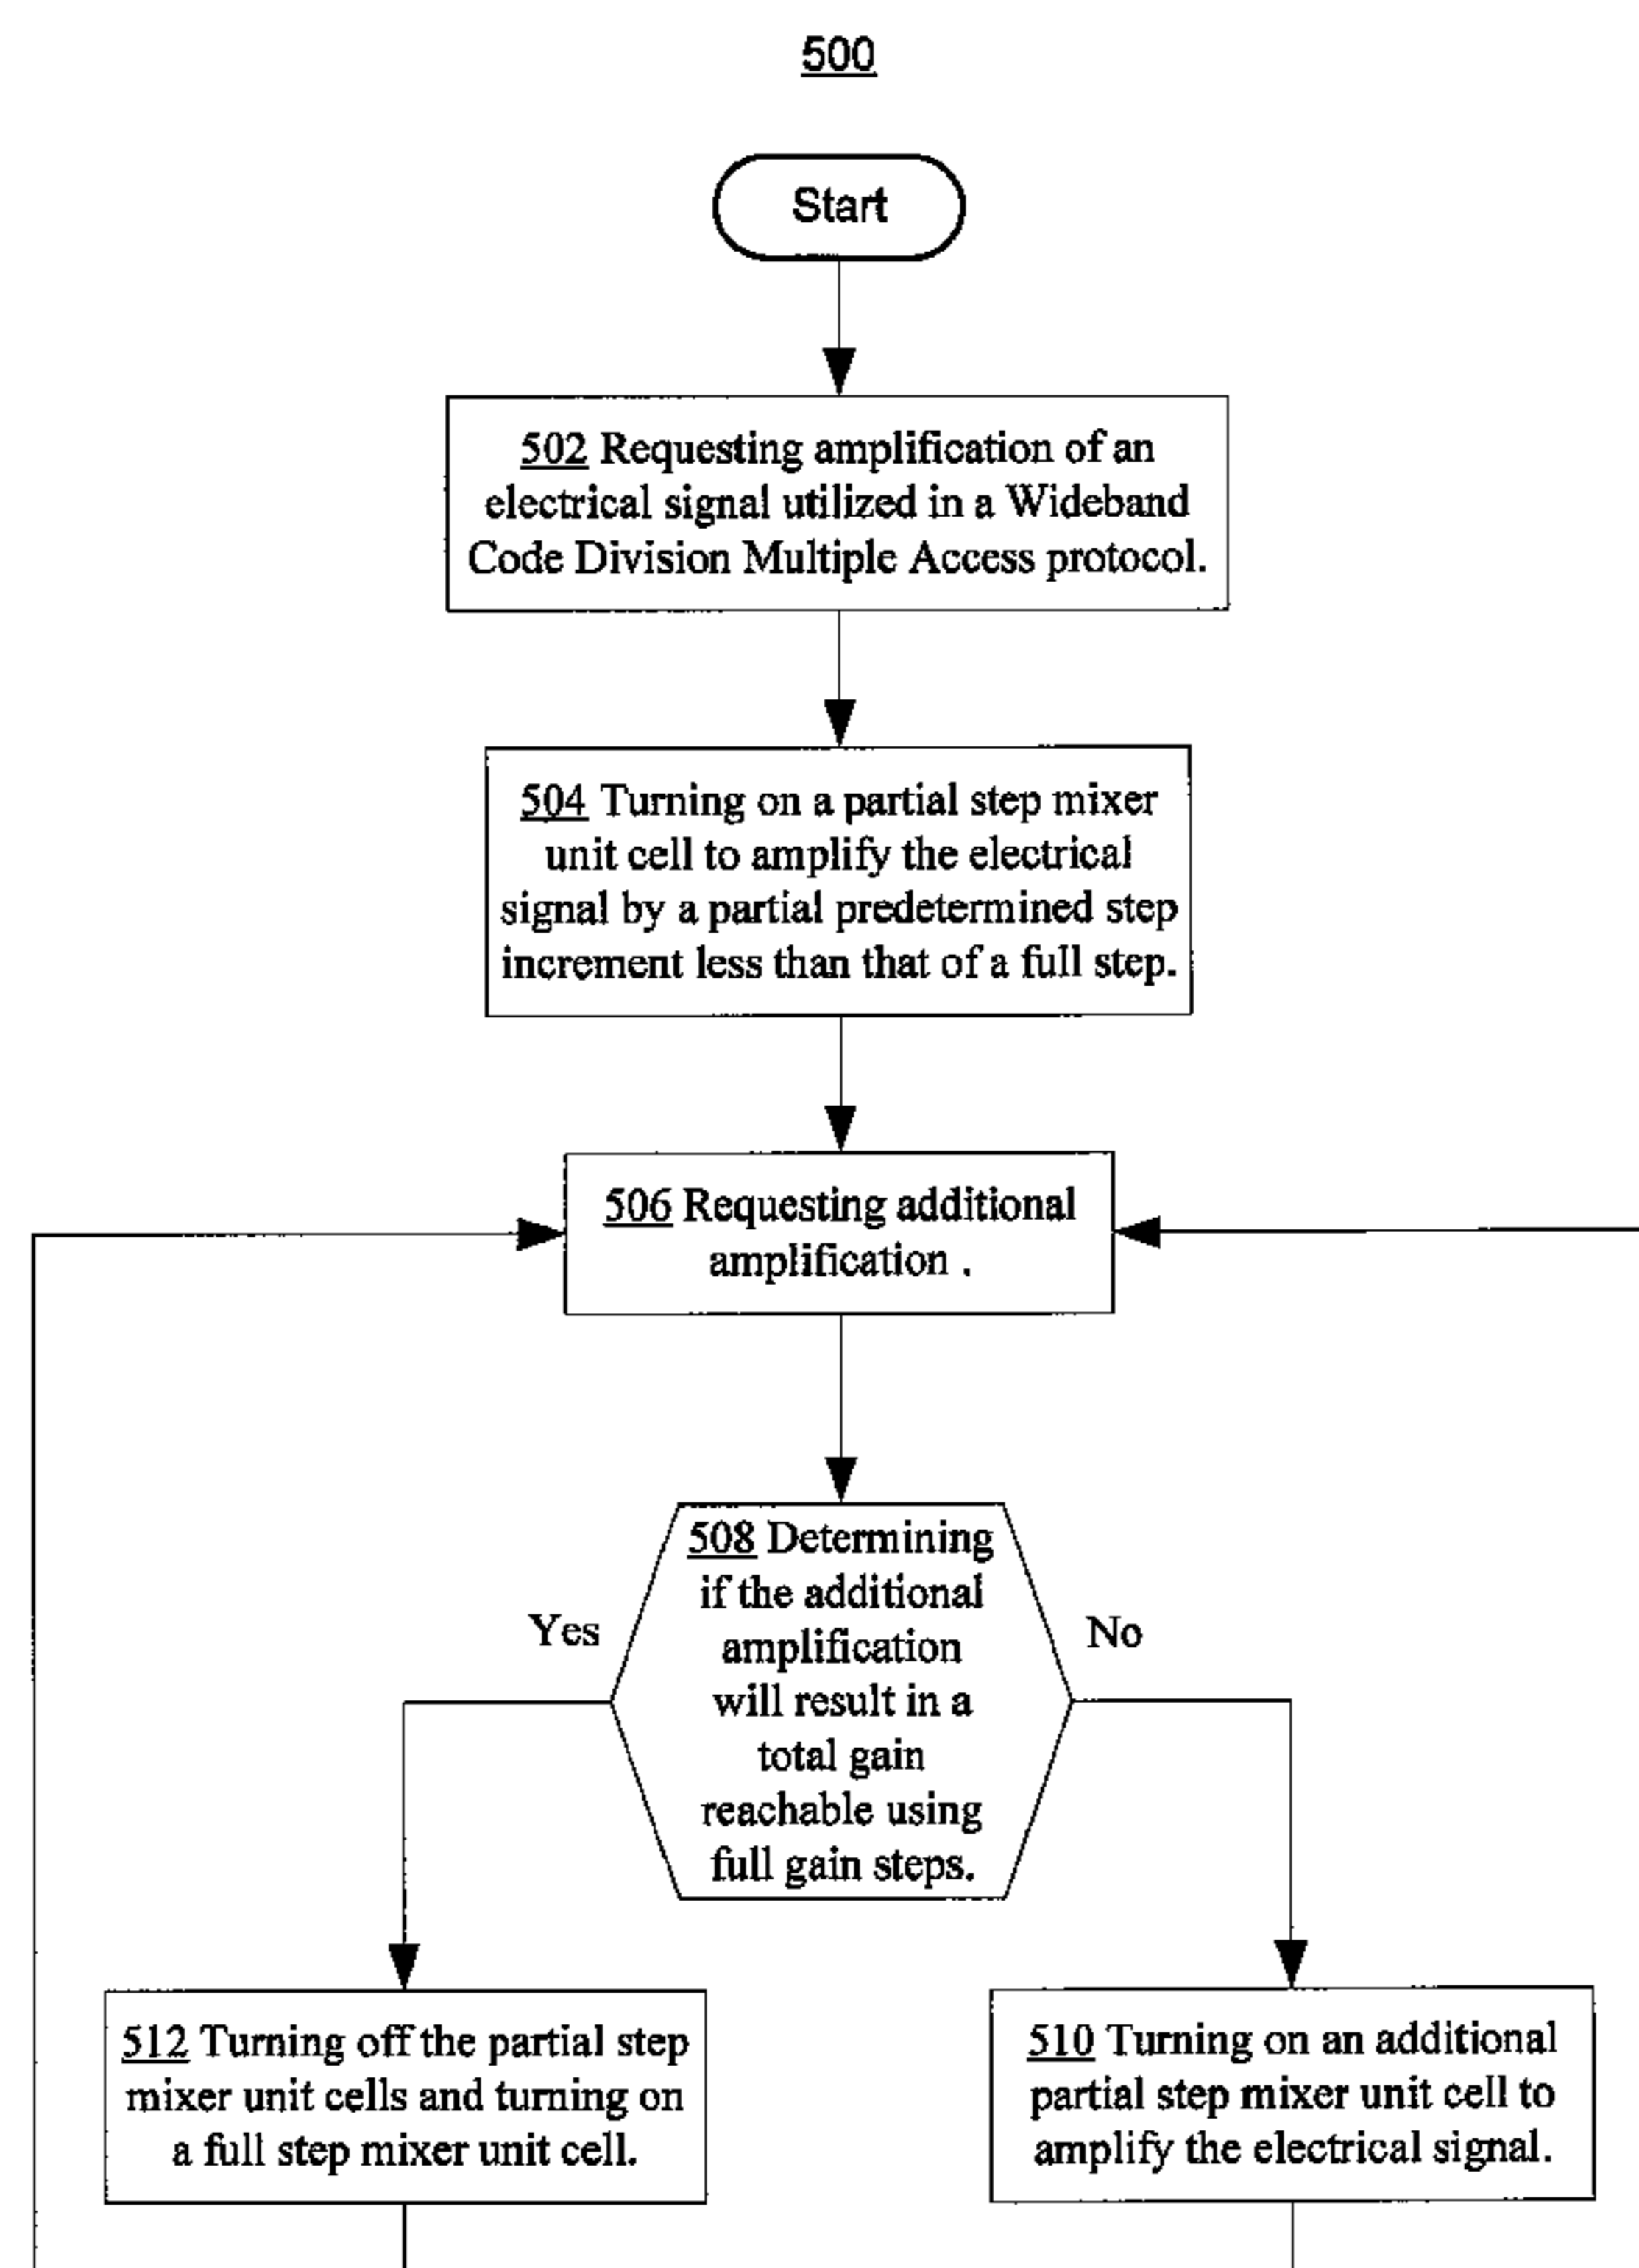 500
Start
502 Requesting amplification of an
electrical signal utilized in a Wideband
Code Division Multiple Access protocol.
504 Turning on a partial step mixer
unit cell to amplify the electrical
signal by a partial predetermined step
increment less than that of a full step.
506 Requesting additional
amplification .
508 Determining
if the additional
amplification
will result in a
total gain
reachable using
full gain steps.
Yes
No
512 Turning off the partial step
mixer unit cells and turning on
a full step mixer unit cell.
510 Turning on an additional
partial step mixer unit cell to
amplify the electrical signal.